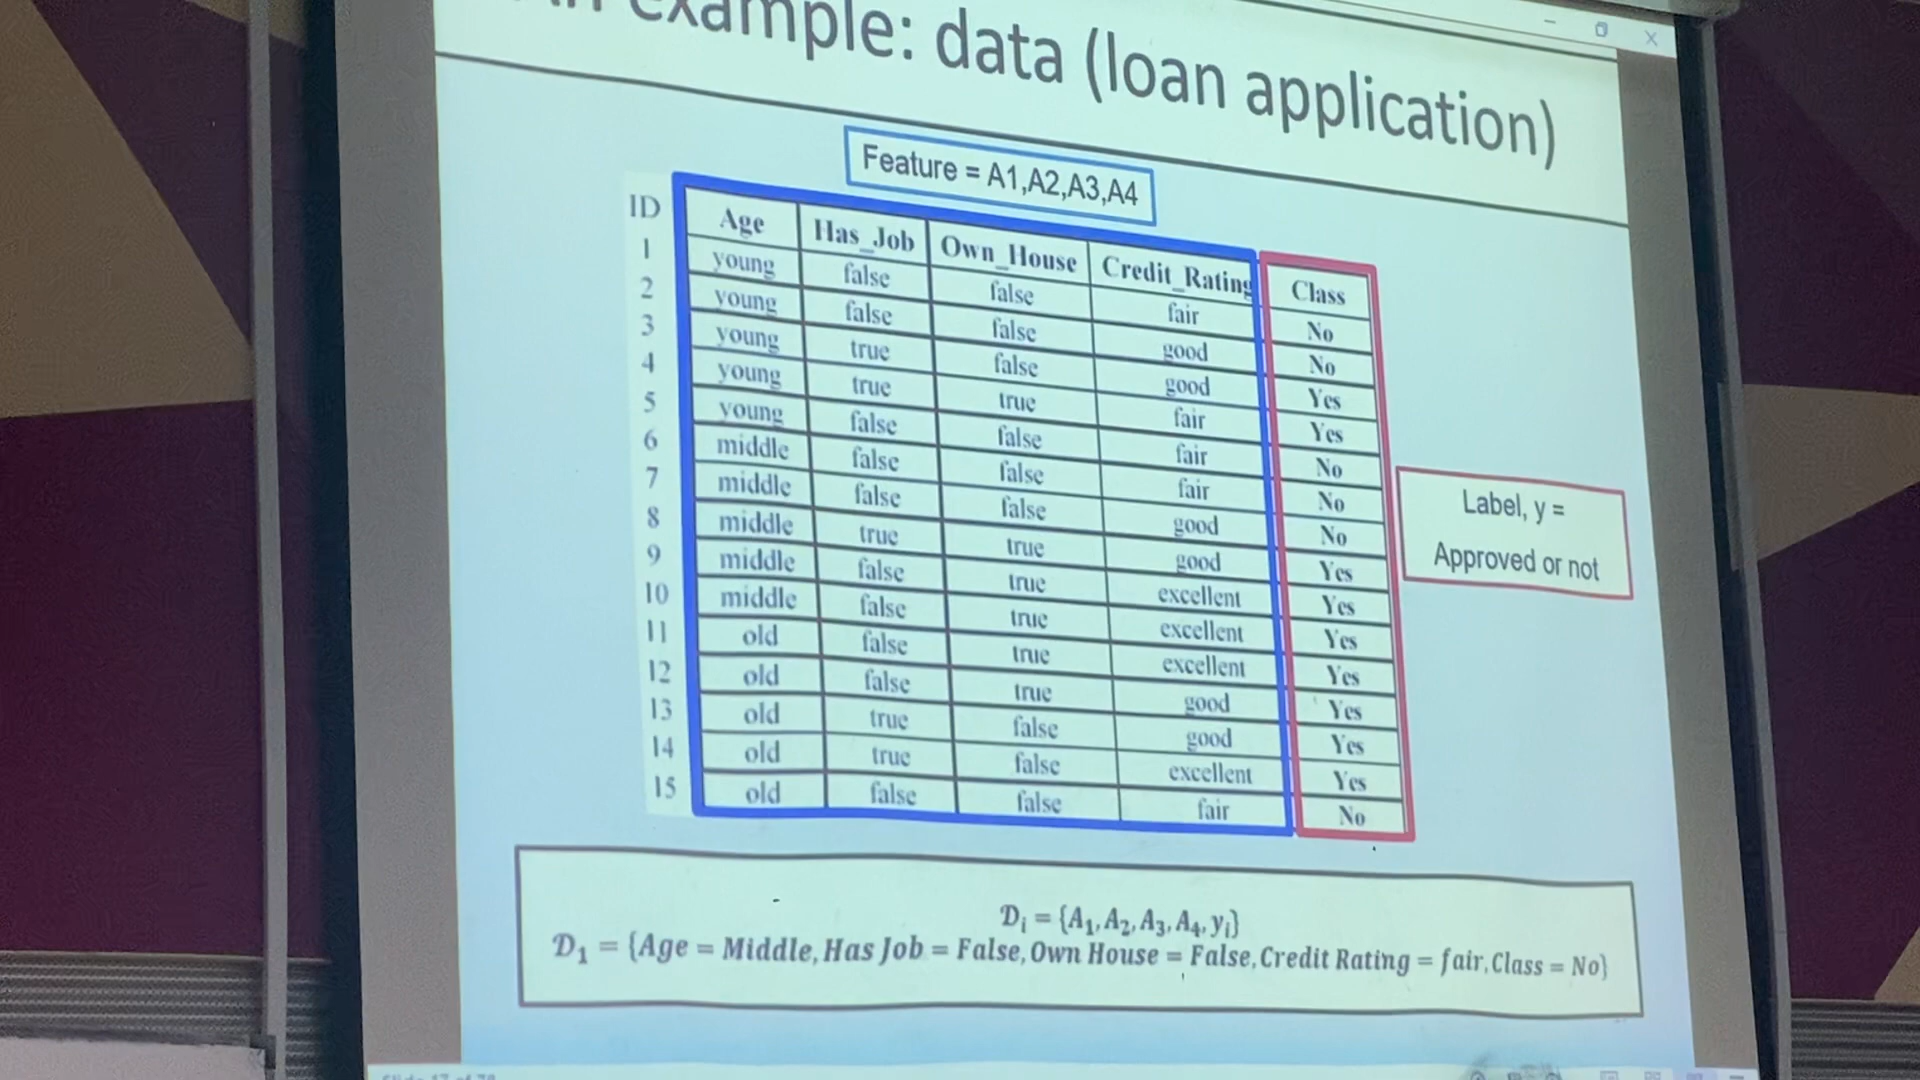 example: data (loan application)
Feature = A1,A2,A3,A4
ID Age Has_Job Own_House Credit_Rating Class
1 young false false fair No
2 young false false good No
3 young true false good Yes
4 young true true fair Yes
5 young false false fair No
6 middle false false fair No
7 middle false false good No
8 middle true true good Yes
9 middle false true excellent Yes
10 middle false true excellent Yes
11 old false true excellent Yes
12 old false true good Yes
13 old true false good Yes
14 old true false excellent Yes
15 old false false fair No
Label, y =
Approved or not
𝒟ᵢ = {A₁, A₂, A₃, A₄, yᵢ}
𝒟₁ = {Age = Middle, Has Job = False, Own House = False, Credit Rating = fair, Class = No}